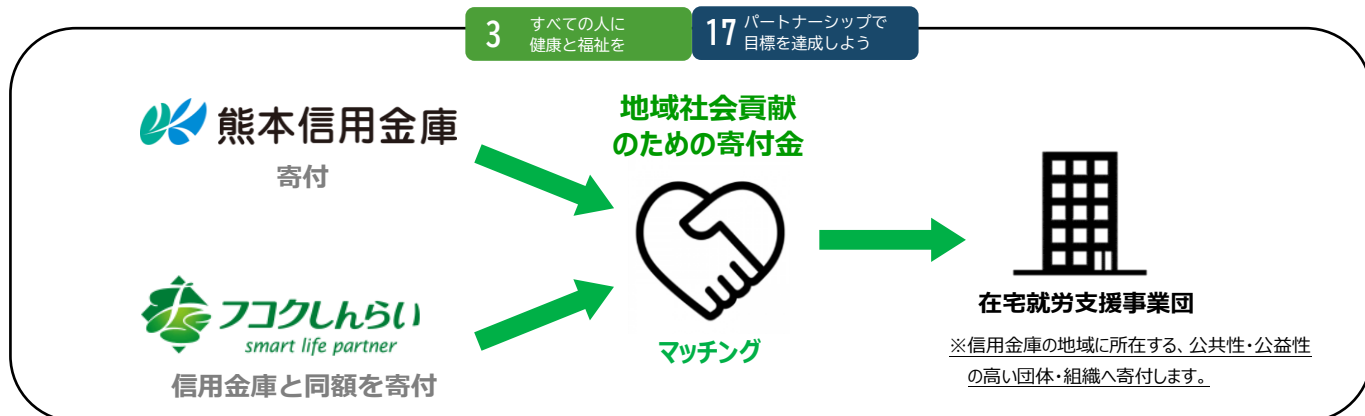 3
すべての人に
健康と福祉を
17
パートナーシップで
目標を達成しよう
熊本信用金庫
寄付
地域社会貢献
のための寄付金
フコクしんらい
smart life partner
信用金庫と同額を寄付
マッチング
在宅就労支援事業団
※信用金庫の地域に所在する、公共性・公益性
の高い団体・組織へ寄付します。